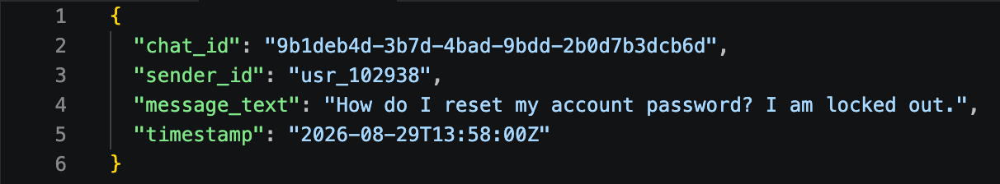 1 {
2   "chat_id": "9b1deb4d-3b7d-4bad-9bdd-2b0d7b3dcb6d",
3   "sender_id": "usr_102938",
4   "message_text": "How do I reset my account password? I am locked out.",
5   "timestamp": "2026-08-29T13:58:00Z"
6 }